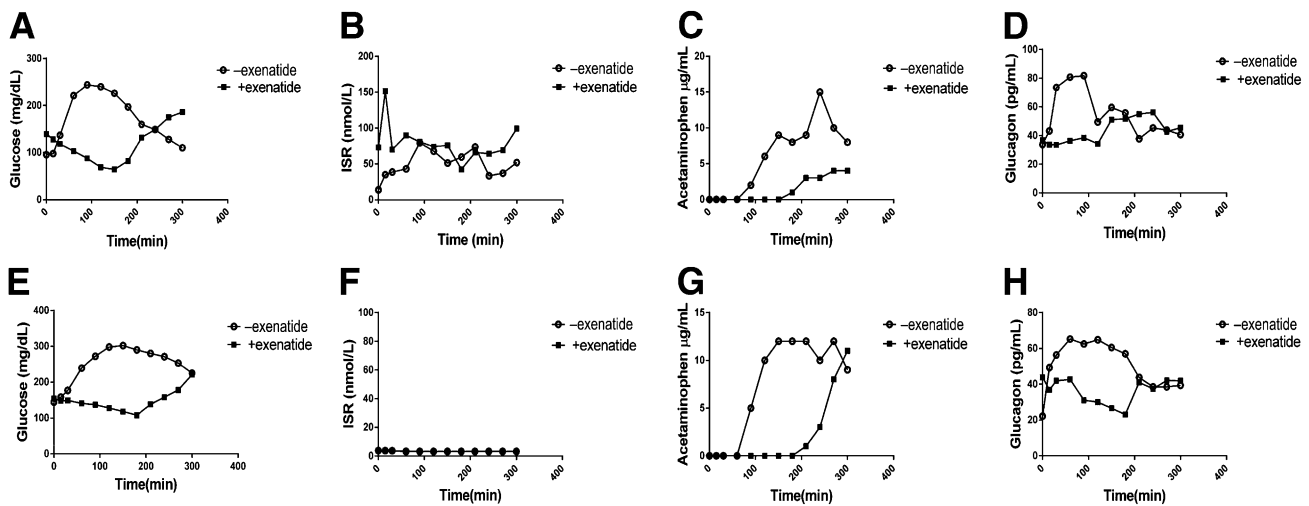 A
Glucose (mg/dL)
300
200
100
0
0
100
200
300
400
Time(min)
–exenatide
+exenatide
B
ISR (nmol/L)
200
150
100
50
0
0
100
200
300
400
Time (min)
–exenatide
+exenatide
C
Acetaminophen µg/mL
20
15
10
5
0
0
100
200
300
400
Time(min)
–exenatide
+exenatide
D
Glucagon (pg/mL)
100
80
60
40
20
0
0
100
200
300
400
Time(min)
–exenatide
+exenatide
E
Glucose (mg/dL)
400
300
200
100
0
0
100
200
300
400
Time(min)
–exenatide
+exenatide
F
ISR (nmol/L)
100
80
60
40
20
0
0
100
200
300
400
Time(min)
–exenatide
+exenatide
G
Acetaminophen µg/mL
15
10
5
0
0
100
200
300
400
Time(min)
–exenatide
+exenatide
H
Glucagon (pg/mL)
80
60
40
20
0
0
100
200
300
400
Time(min)
–exenatide
+exenatide